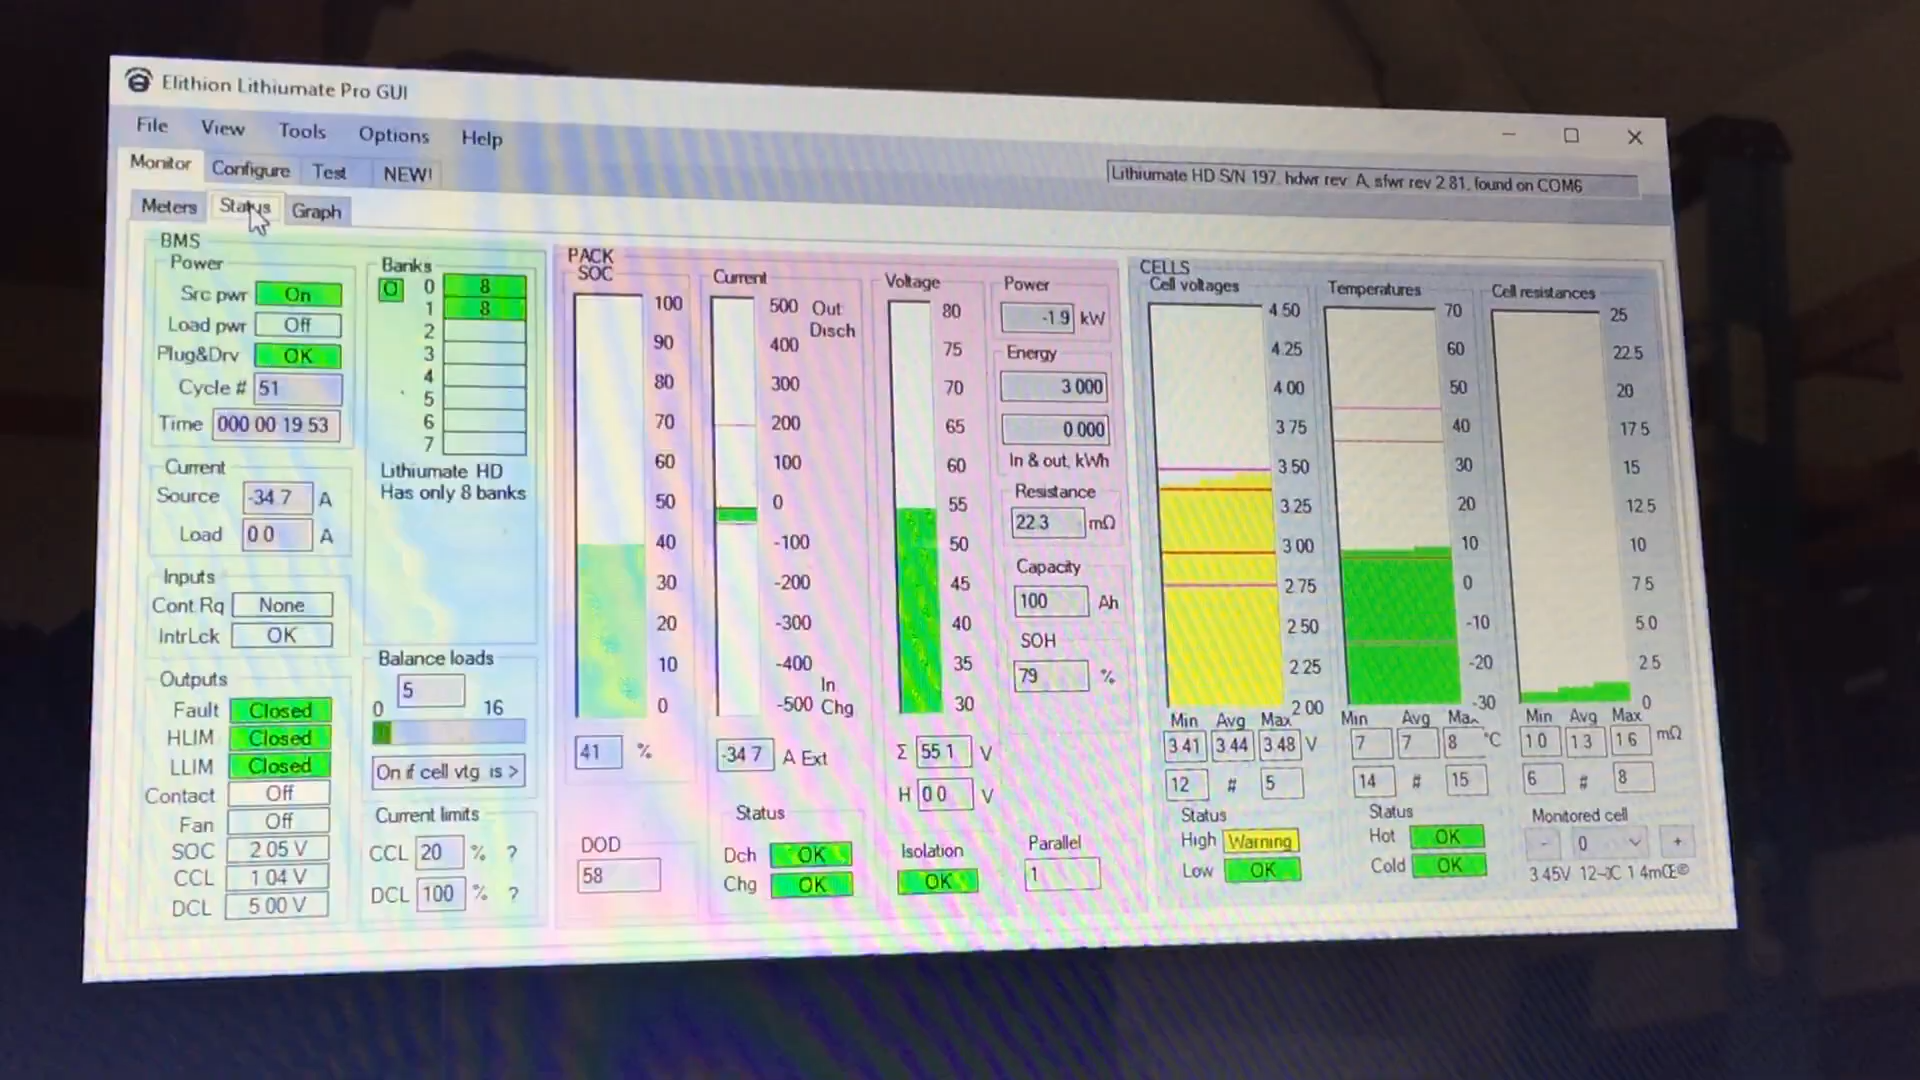 Elithion Lithiumate Pro GUI
File View Tools Options Help
Monitor Configure Test NEW!
Lithiumate HD S/N 197, hdwr rev: A, sfwr rev 2.81, found on COM6
Meters Status Graph
BMS
Power
Src pwr On
Load pwr Off
Plug&Drv OK
Cycle # 51
Time 000 00 19 53
Current
Source -34 7 A
Load 0 0 A
Inputs
Cont.Rq None
IntrLck OK
Outputs
Fault Closed
HLIM Closed
LLIM Closed
Contact Off
Fan Off
SOC 2 05 V
CCL 1 04 V
DCL 5 00 V
Banks
O 0 8
1 8
2
3
4
5
6
7
Lithiumate HD
Has only 8 banks
Balance loads
5
0 16
On if cell vtg is >
Current limits
CCL 20 % ?
DCL 100 % ?
PACK
SOC
100
90
80
70
60
50
40
30
20
10
0
41 %
DOD
58
Current
500 Out
Disch
400
300
200
100
0
-100
-200
-300
-400
In
-500 Chg
-34 7 A Ext
Status
Dch OK
Chg OK
Voltage
80
75
70
65
60
55
50
45
40
35
30
Σ 55 1 V
H 0 0 V
Isolation
OK
Power
-1.9 kW
Energy
3 000
0 000
In & out, kWh
Resistance
22.3 mΩ
Capacity
100 Ah
SOH
79 %
Parallel
1
CELLS
Cell voltages
4 50
4.25
4 00
3 75
3.50
3.25
3 00
2.75
2 50
2.25
2 00
Min Avg Max
3 41 3 44 3 48 V
12 # 5
Status
High Warning
Low OK
Temperatures
70
60
50
40
30
20
10
0
-10
-20
-30
Min Avg Max
7 7 8 °C
14 # 15
Status
Hot OK
Cold OK
Cell resistances
25
22.5
20
17 5
15
12.5
10
7 5
5.0
2 5
0
Min Avg Max
1 0 1 3 1 6 mΩ
6 # 8
Monitored cell
- 0 +
3 45V 12¬C 1 4mŒ©